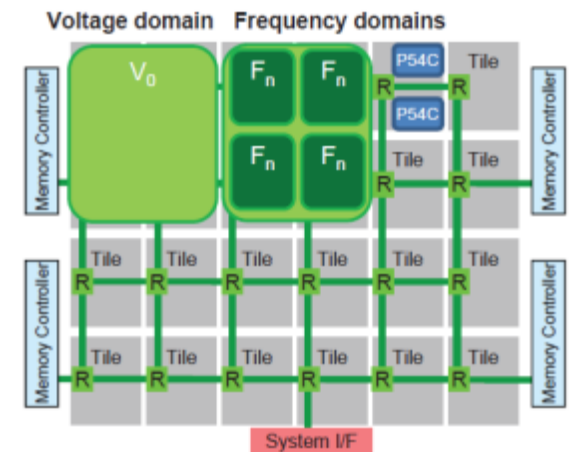 Voltage domain Frequency domains
V0
Fn Fn
Fn Fn
P54C
P54C
Tile
R R
Memory Controller
Memory Controller
Tile Tile
R R
Tile Tile Tile Tile Tile Tile
R R R R R R
Memory Controller
Memory Controller
Tile Tile Tile Tile Tile Tile
R R R R R R
System I/F